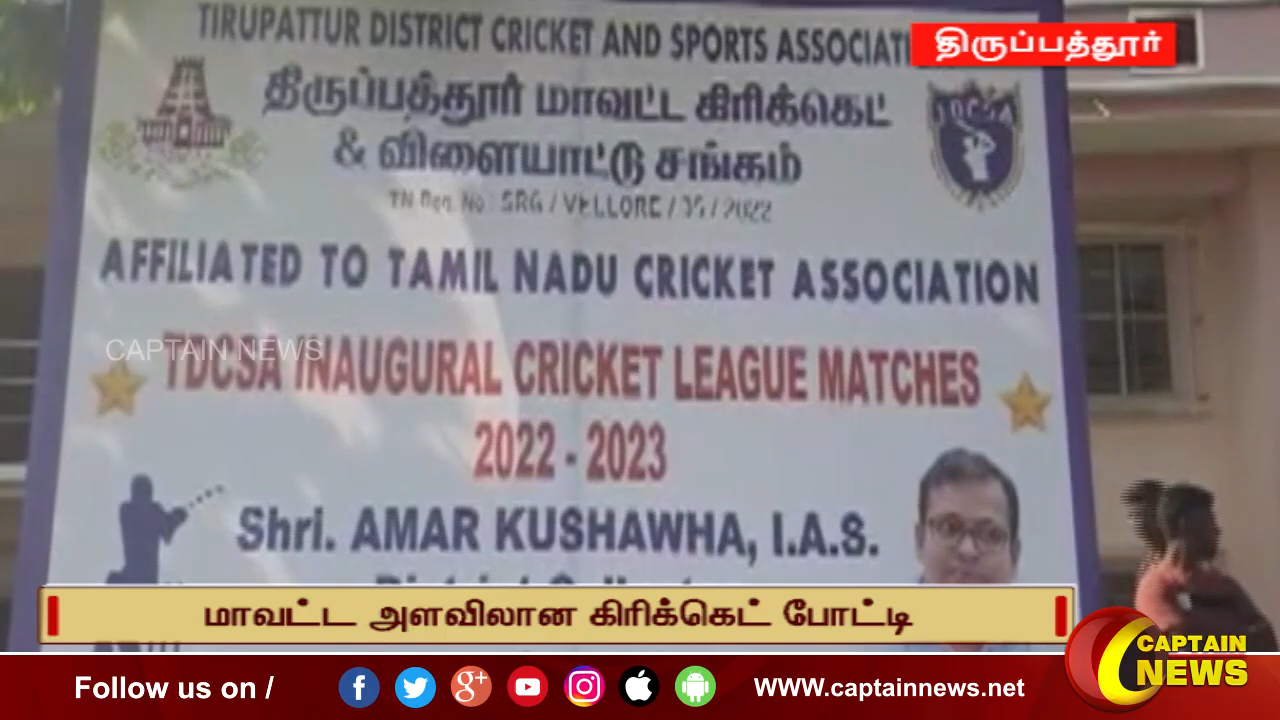 TIRUPATTUR DISTRICT CRICKET AND SPORTS ASSOCIATI
திருப்பத்தூர்
திருப்பத்தூர் மாவட்ட கிரிக்கெட்
& விளையாட்டு சங்கம்
TN Reg. No : SRG / VELLORE / / 2022
AFFILIATED TO TAMIL NADU CRICKET ASSOCIATION
CAPTAIN NEWS
TDCSA INAUGURAL CRICKET LEAGUE MATCHES
2022 - 2023
Shri. AMAR KUSHAWHA, I.A.S.
மாவட்ட அளவிலான கிரிக்கெட் போட்டி
Follow us on /
WWW.captainnews.net
CAPTAIN
NEWS